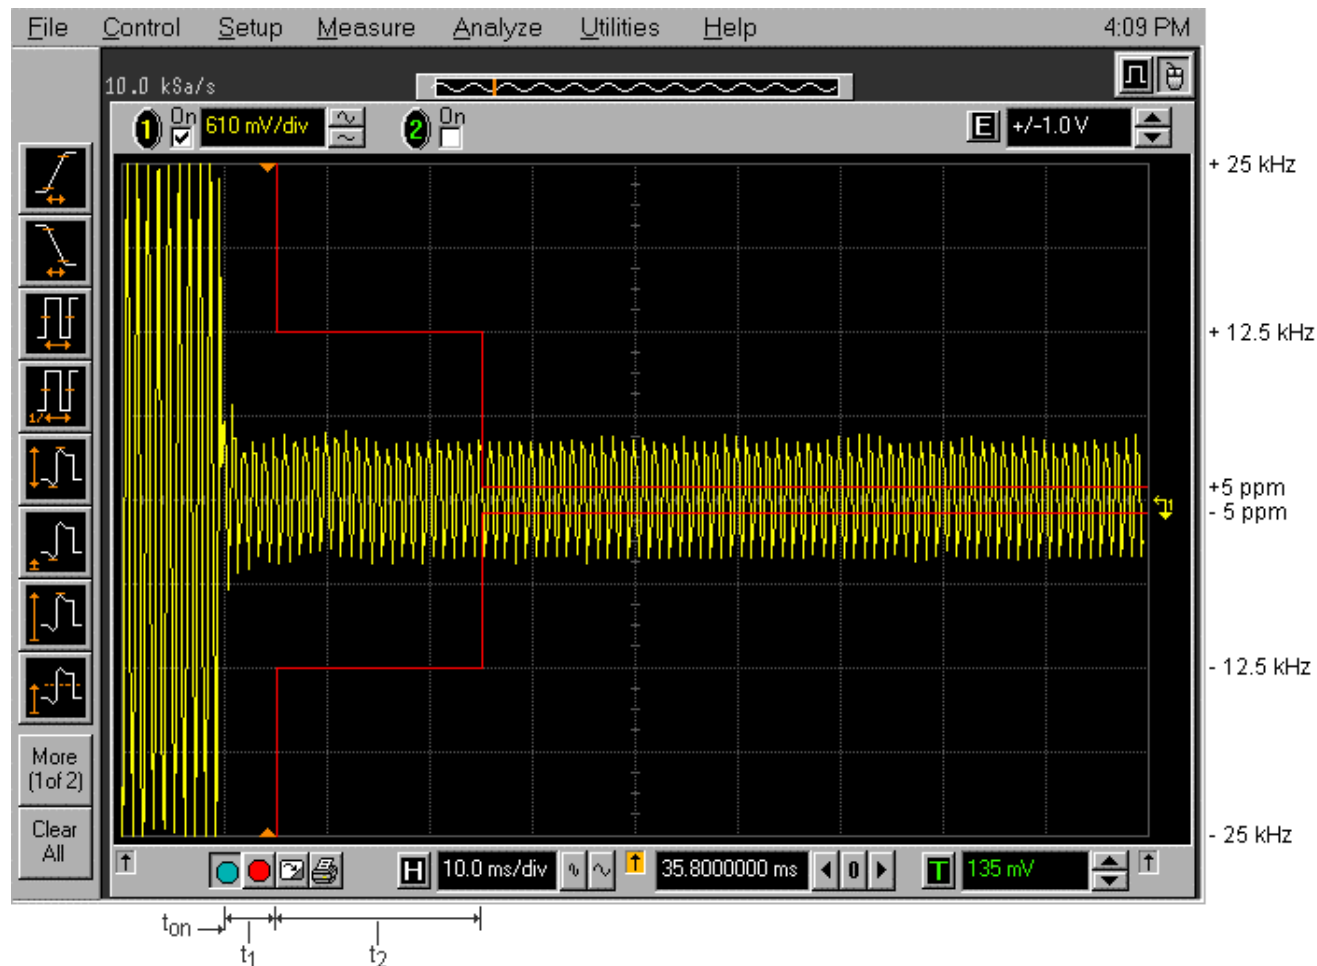 File Control Setup Measure Analyze Utilities Help 4:09 PM
10.0 kSa/s
1 On 610 mV/div 2 On E +/-1.0 V
+ 25 kHz
+ 12.5 kHz
1/
+5 ppm
- 5 ppm
1
- 12.5 kHz
More
(1of 2)
Clear
All
- 25 kHz
H 10.0 ms/div 35.8000000 ms 0 T 135 mV
ton
t1
t2